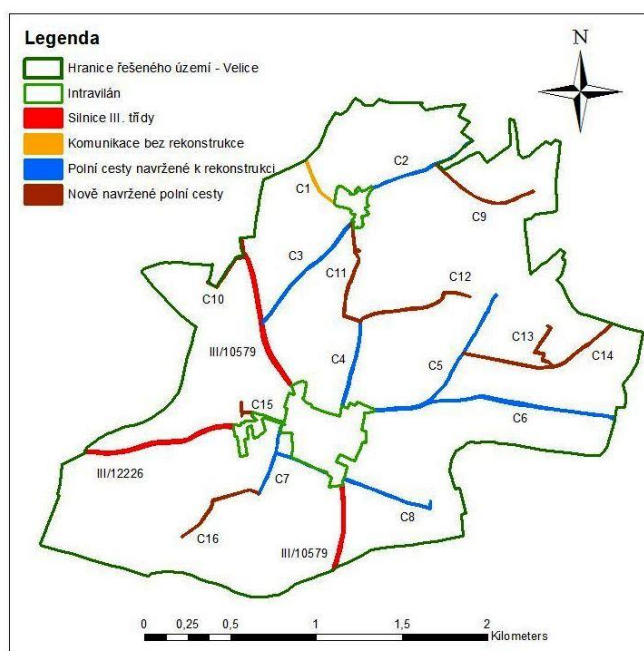 Legenda
Hranice řešeného území - Velice
Intravilán
Silnice III. třídy
Komunikace bez rekonstrukce
Polní cesty navržené k rekonstrukci
Nově navržené polní cesty
N
C1
C2
C9
C3
C11
C12
C10
C13
C14
III/10579
C4
C5
C15
C6
III/12226
C7
C8
C16
III/10579
0 0,25 0,5 1 1,5 2
Kilometers